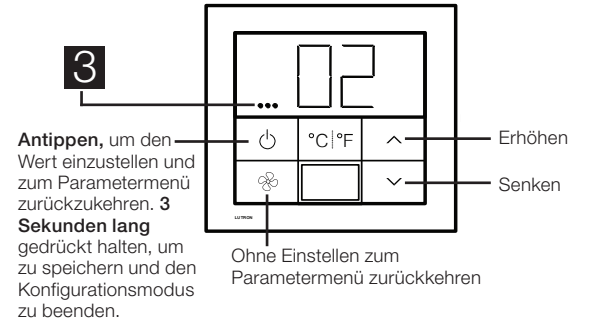 3
02
°C|°F
LUTRON
Antippen, um den
Wert einzustellen und
zum Parametermenü
zurückzukehren. 3
Sekunden lang
gedrückt halten, um
zu speichern und den
Konfigurationsmodus
zu beenden.
Erhöhen
Senken
Ohne Einstellen zum
Parametermenü zurückkehren